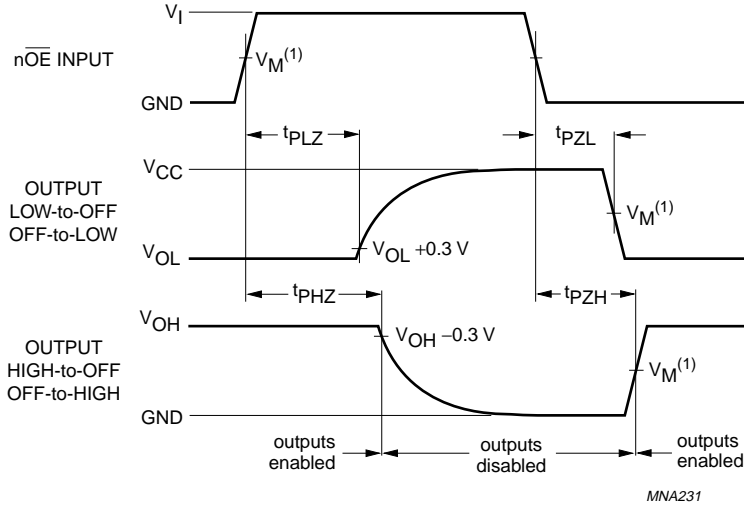 V_I
nO̅E̅ INPUT
V_M^(1)
GND
t_PLZ
t_PZL
V_CC
OUTPUT
LOW-to-OFF
OFF-to-LOW
V_M^(1)
V_OL
V_OL +0.3 V
t_PHZ
t_PZH
V_OH
V_OH −0.3 V
OUTPUT
HIGH-to-OFF
OFF-to-HIGH
V_M^(1)
GND
outputs
enabled
outputs
disabled
outputs
enabled
MNA231